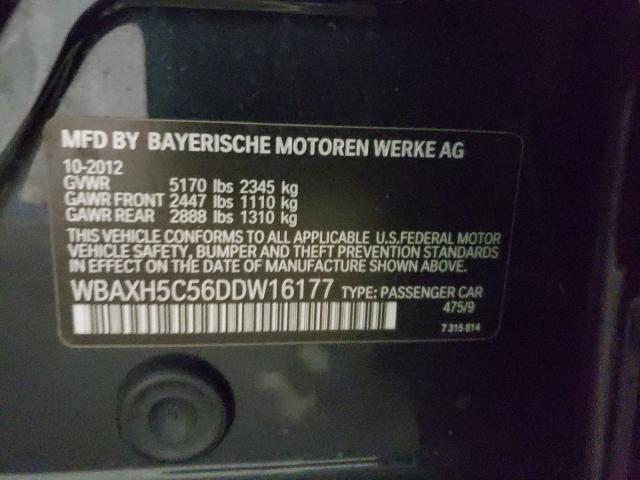 MFD BY BAYERISCHE MOTOREN WERKE AG
10-2012
GVWR 5170 lbs 2345 kg
GAWR FRONT 2447 lbs 1110 kg
GAWR REAR 2888 lbs 1310 kg
THIS VEHICLE CONFORMS TO ALL APPLICABLE U.S.FEDERAL MOTOR
VEHICLE SAFETY, BUMPER AND THEFT PREVENTION STANDARDS
IN EFFECT ON THE DATE OF MANUFACTURE SHOWN ABOVE.
WBAXH5C56DDW16177 TYPE: PASSENGER CAR
475/9
7 315 814